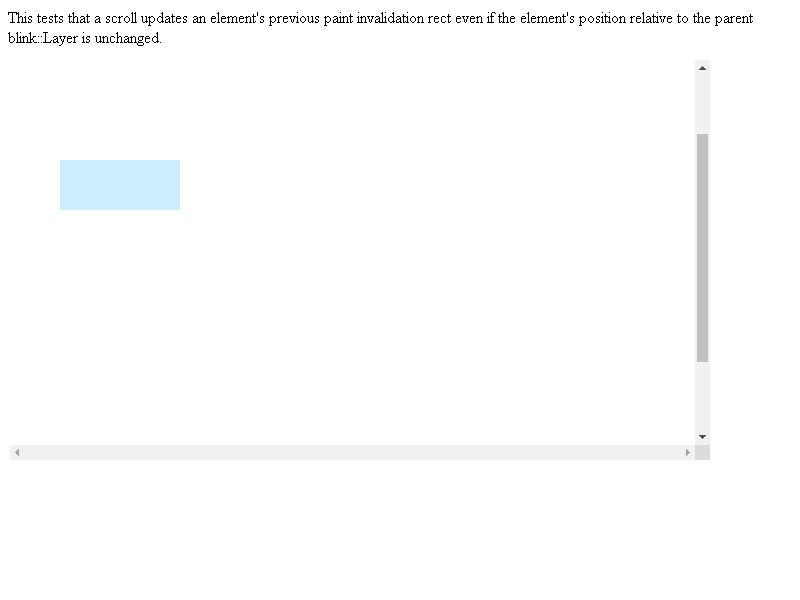 This tests that a scroll updates an element's previous paint invalidation rect even if the element's position relative to the parent
blink::Layer is unchanged.